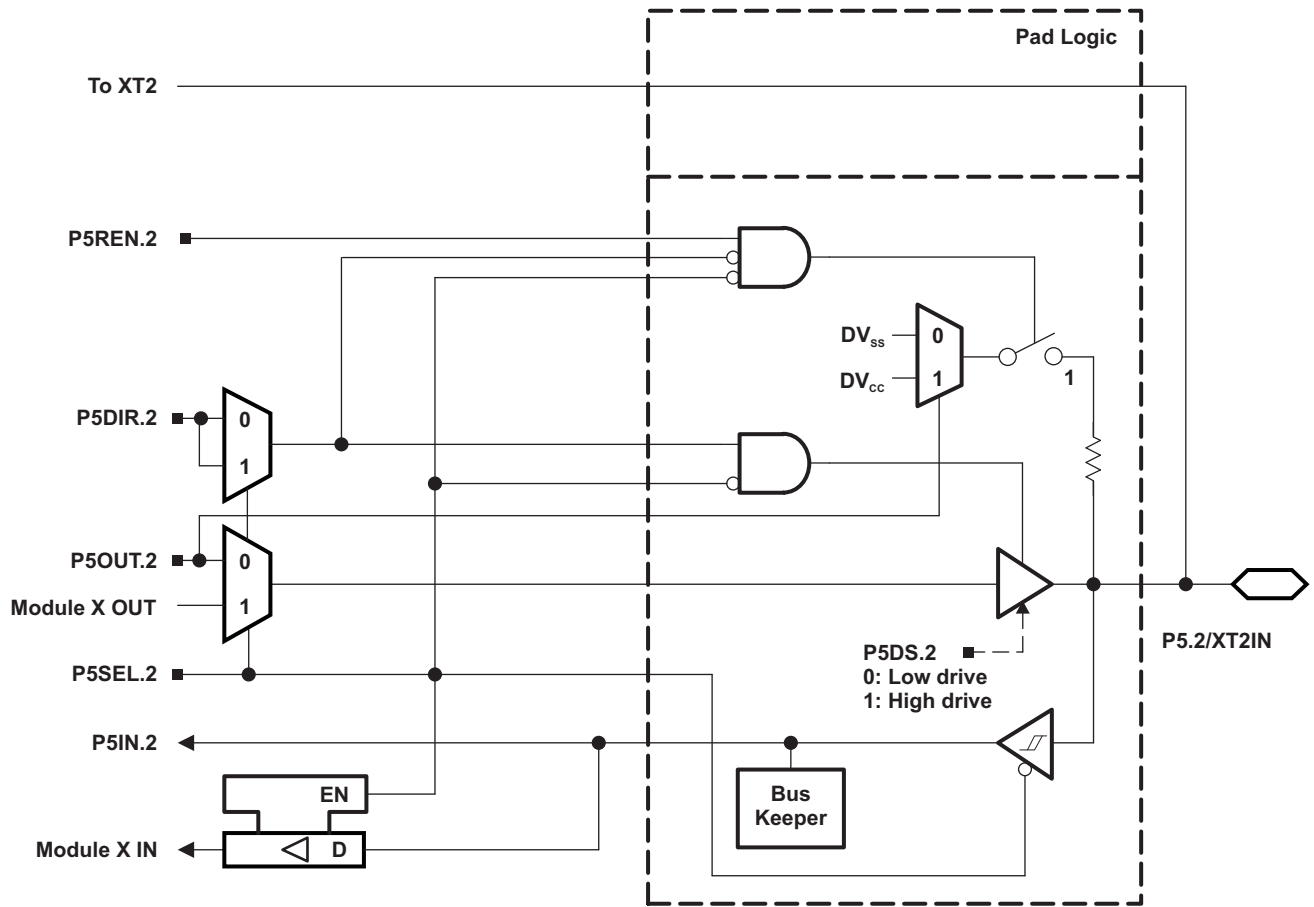 Pad Logic
To XT2
P5REN.2
DVSS
0
DVCC
1
1
P5DIR.2
0
1
P5OUT.2
0
Module X OUT
1
P5DS.2
0: Low drive
1: High drive
P5.2/XT2IN
P5SEL.2
P5IN.2
EN
Bus
Keeper
Module X IN
D